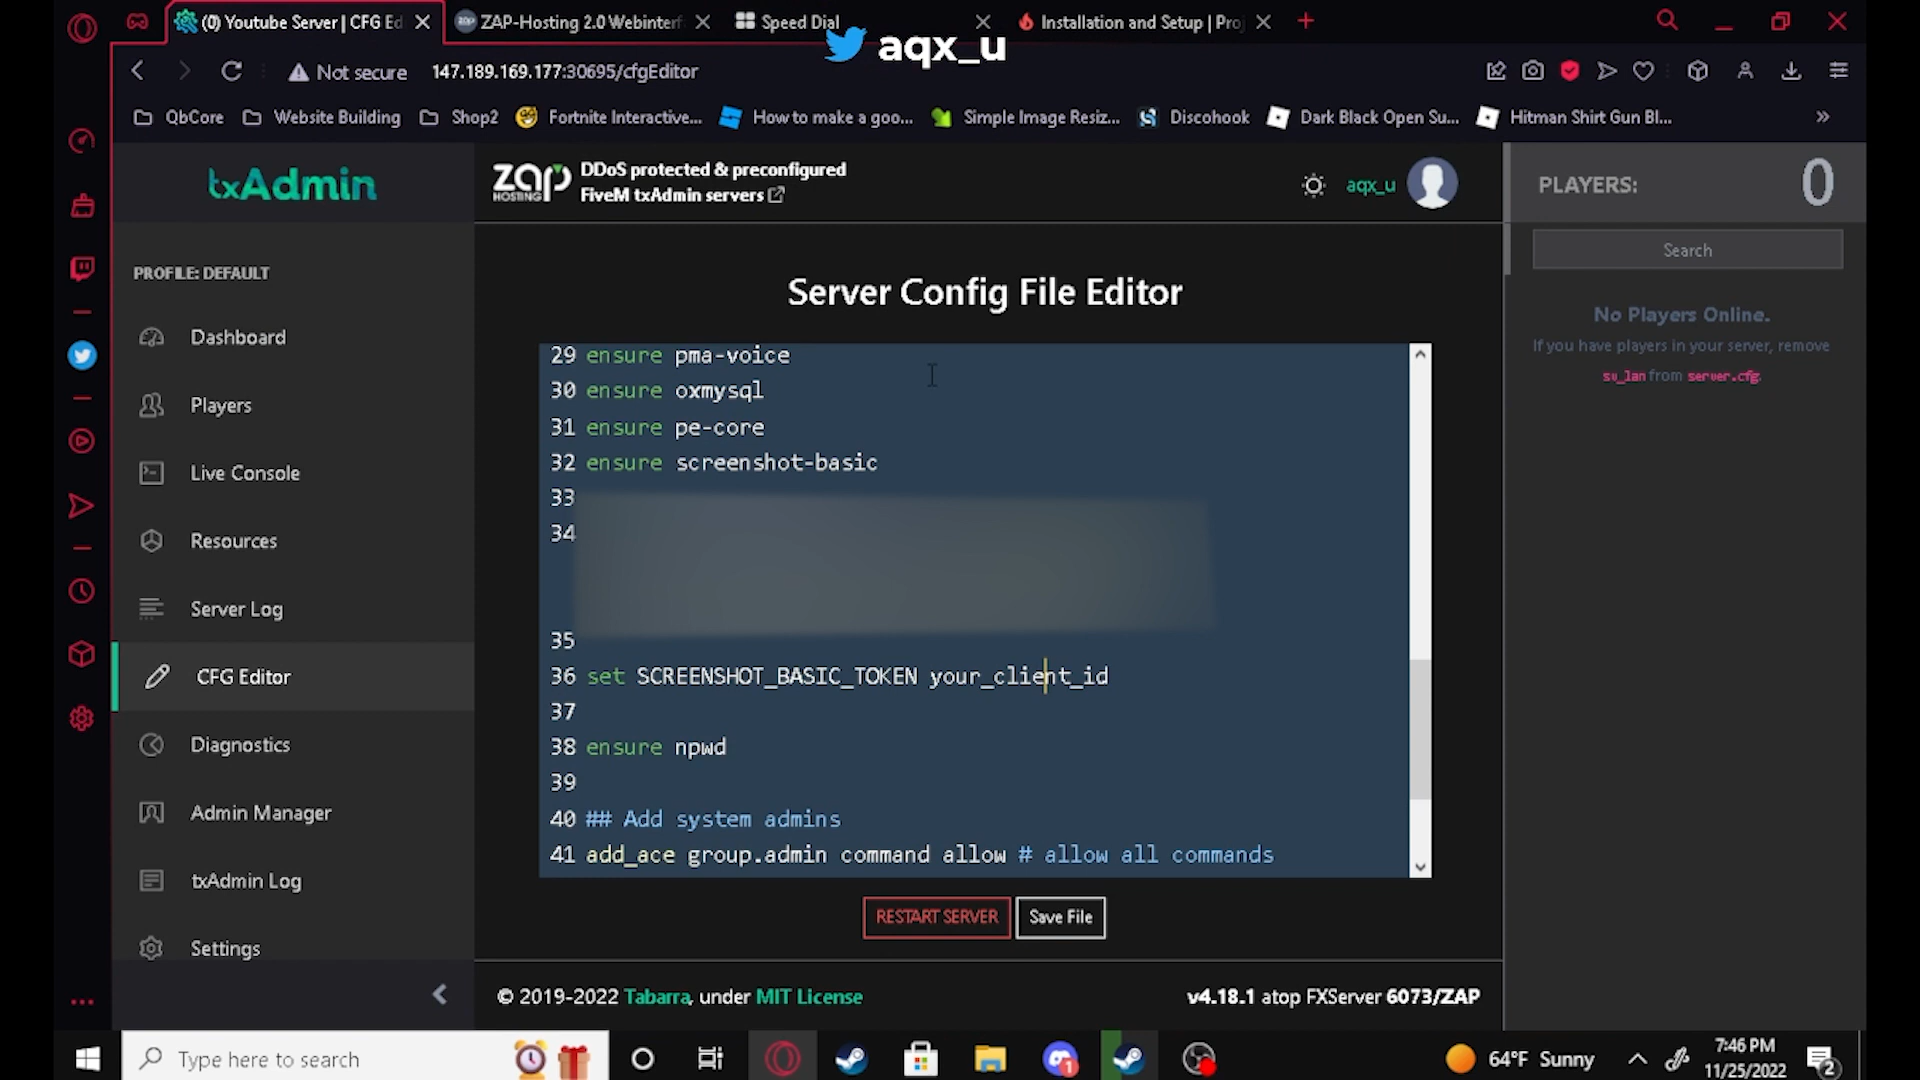 (0) Youtube Server | CFG Ed
ZAP-Hosting 2.0 Webinterf
Speed Dial
Installation and Setup | Proj
aqx_u
Not secure
147.189.169.177:30695/cfgEditor
QbCore
Website Building
Shop2
Fortnite Interactive...
How to make a goo...
Simple Image Resiz...
Discohook
Dark Black Open Su...
Hitman Shirt Gun Bl...
»
txAdmin
ZAP HOSTING
DDoS protected & preconfigured
FiveM txAdmin servers
aqx_u
PLAYERS:
0
Search
No Players Online.
If you have players in your server, remove
sv_lan from server.cfg.
PROFILE: DEFAULT
Dashboard
Players
Live Console
Resources
Server Log
CFG Editor
Diagnostics
Admin Manager
txAdmin Log
Settings
Server Config File Editor
29 ensure pma-voice
30 ensure oxmysql
31 ensure pe-core
32 ensure screenshot-basic
33
34
35
36 set SCREENSHOT_BASIC_TOKEN your_client_id
37
38 ensure npwd
39
40 ## Add system admins
41 add_ace group.admin command allow # allow all commands
RESTART SERVER
Save File
© 2019-2022 Tabarra, under MIT License
v4.18.1 atop FXServer 6073/ZAP
Type here to search
1
64°F Sunny
7:46 PM
11/25/2022
2